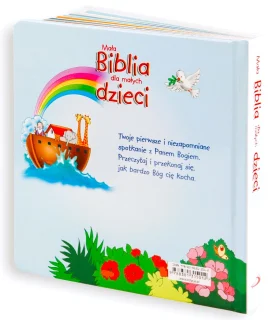 Mała
Biblia
dla małych
dzieci
Twoje pierwsze i niezapomniane
spotkanie z Panem Bogiem.
Przeczytaj i przekonaj się,
jak bardzo Bóg cię kocha.
Mała Biblia dla małych dzieci